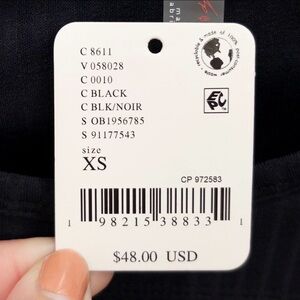 C 8611
V 058028
C 0010
C BLACK
C BLK/NOIR
S OB1956785
S 91177543
size
XS
CP 972583
1 98215 38833 1
$48.00 USD